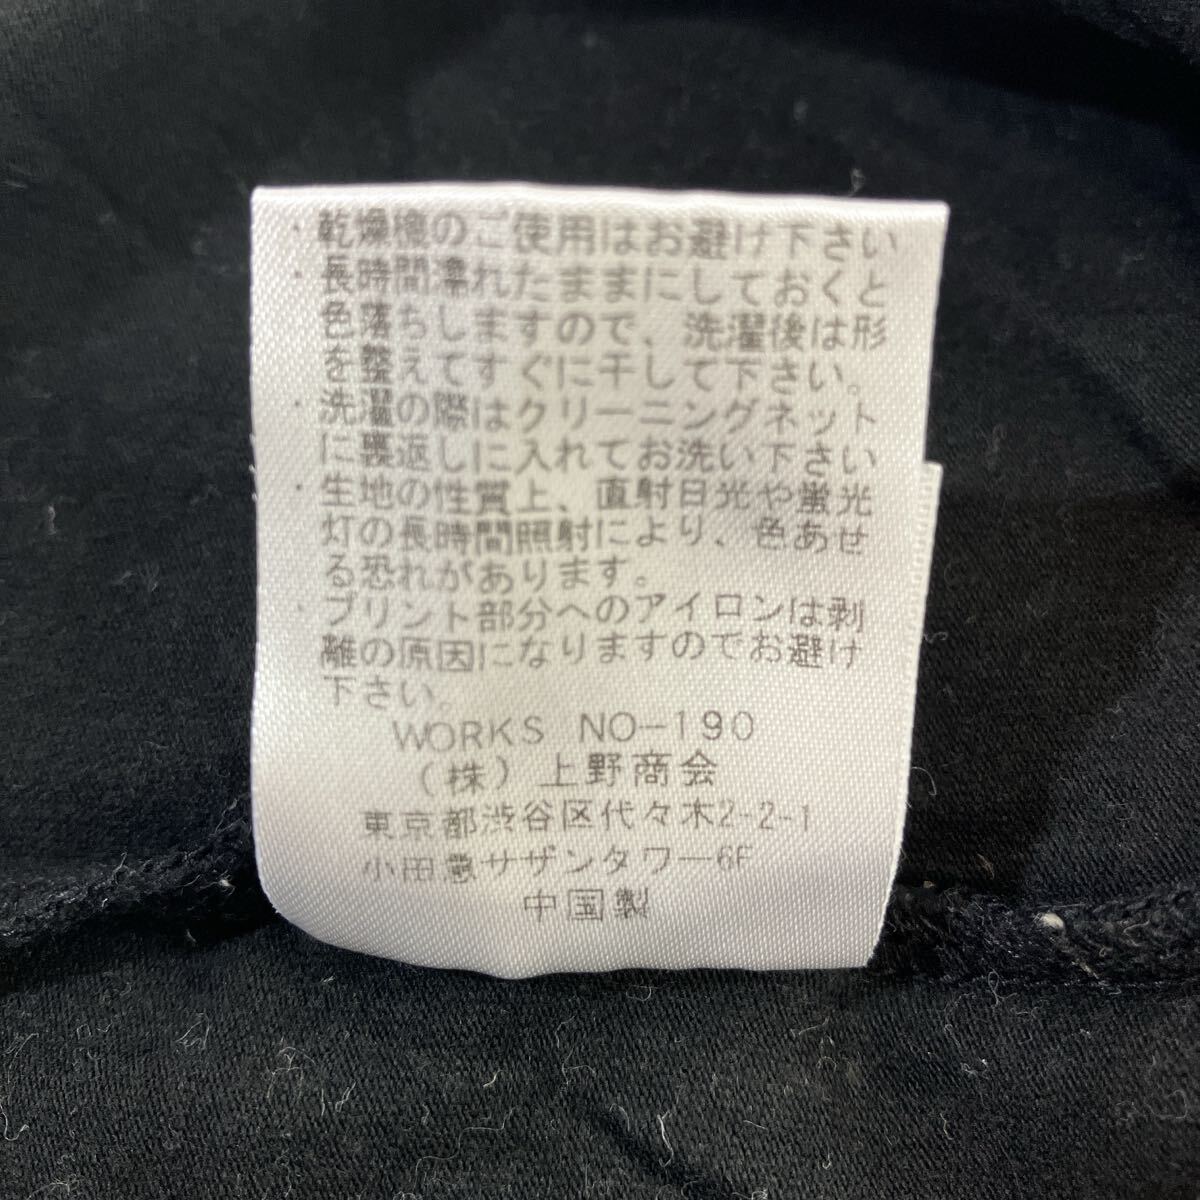 ・乾燥機のご使用はお避け下さい
・長時間濡れたままにしておくと
色落ちしますので、洗濯後は形
を整えてすぐに干して下さい。
・洗濯の際はクリーニングネット
に裏返しに入れてお洗い下さい
・生地の性質上、直射日光や蛍光
灯の長時間照射により、色あせ
る恐れがあります。
・プリント部分へのアイロンは剥
離の原因になりますのでお避け
下さい。
WORKS NO-190
(株)上野商会
東京都渋谷区代々木2-2-1
小田急サザンタワー6F
中国製